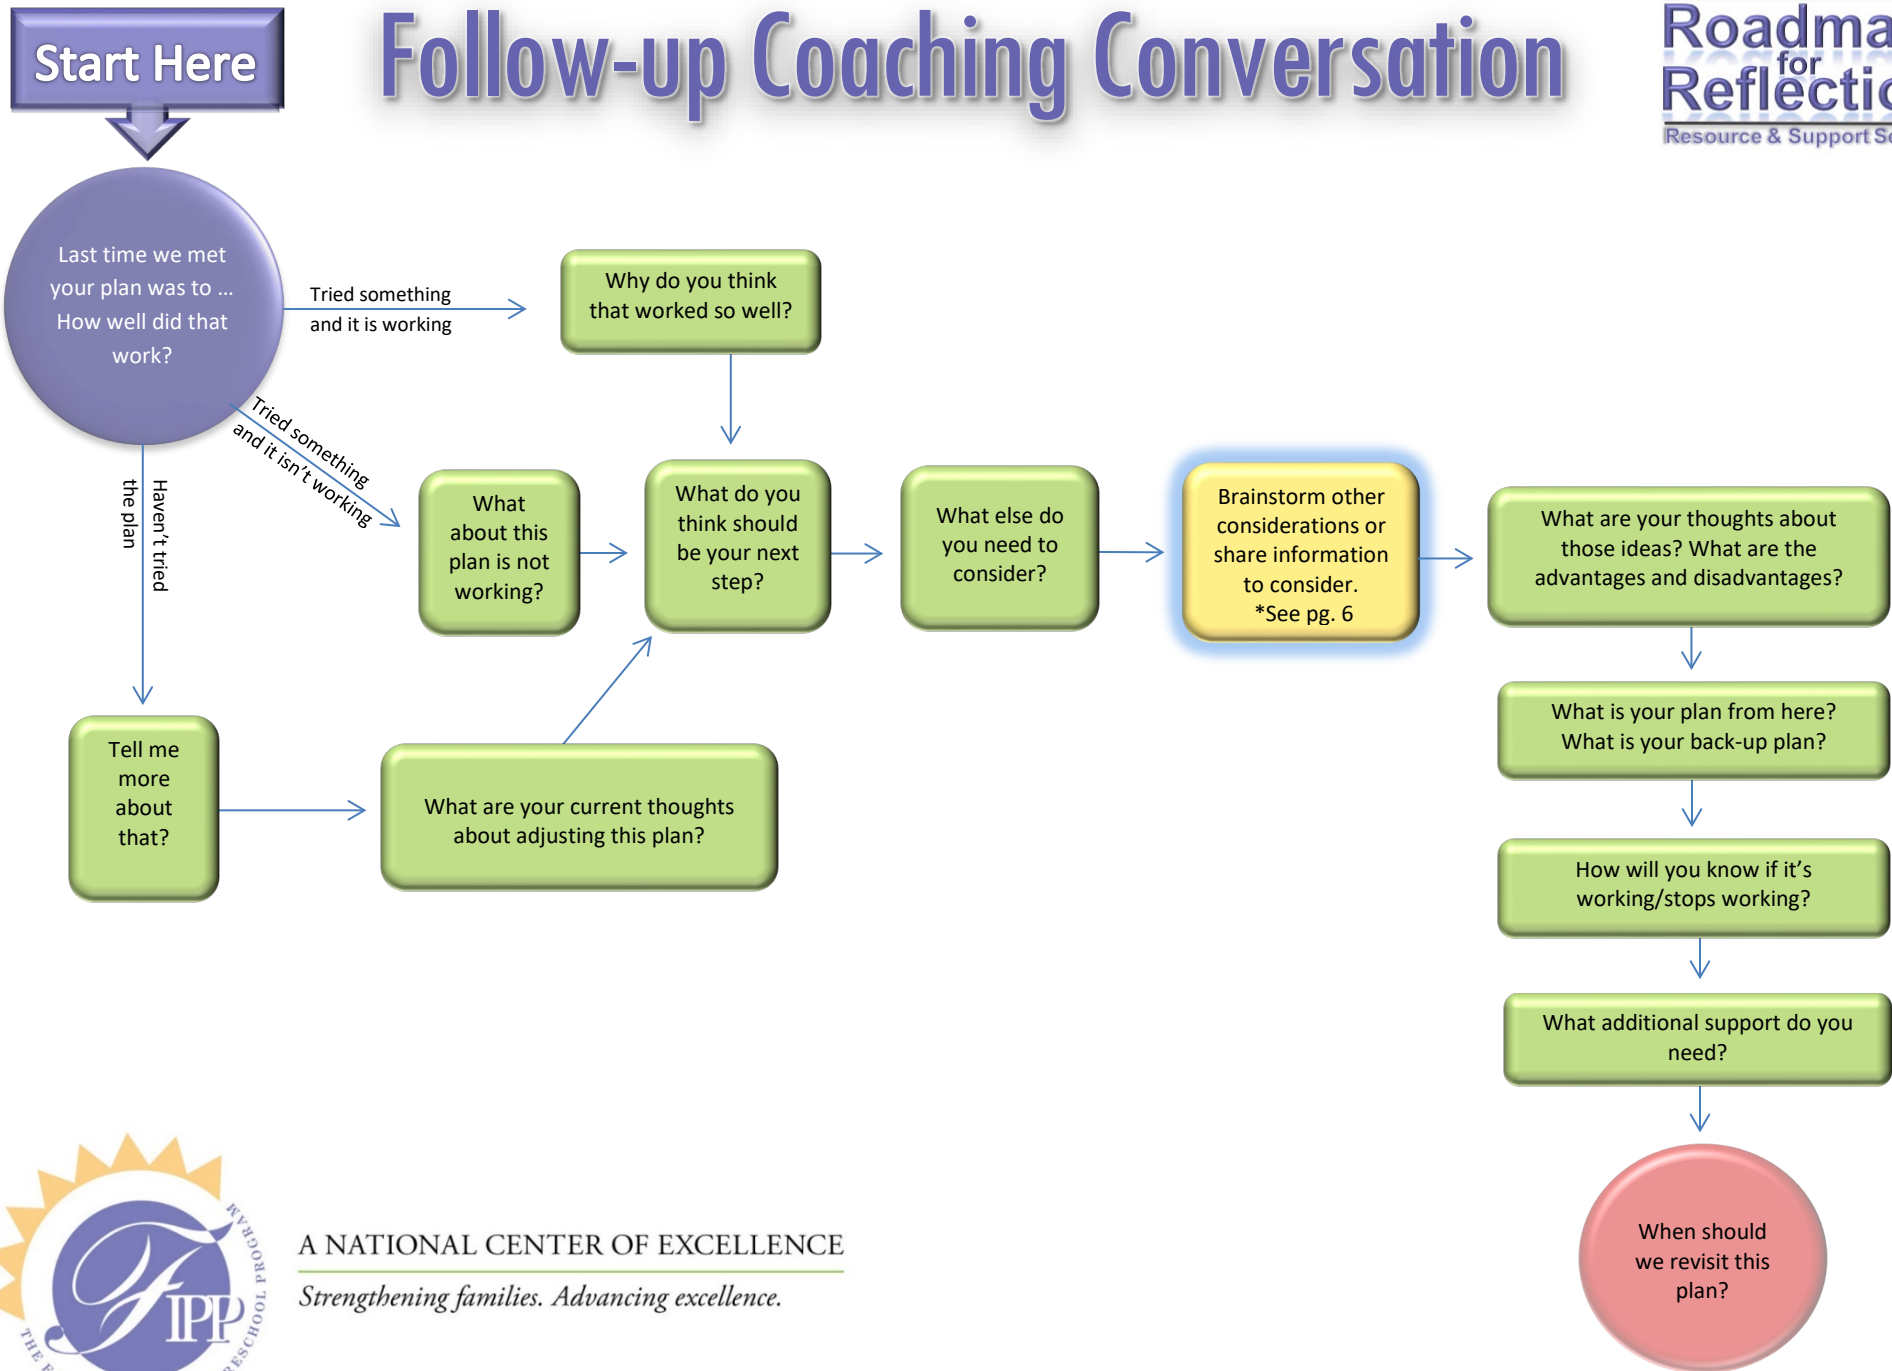 Start Here
Follow-up Coaching Conversation
for
Resource & Support
Last time we met
your plan was to ...
How well did that
work?
Tried something
and it is working
Why do you think
that worked so well?
Tried something
and it isn't working
Haven't tried
the plan
What
about this
plan is not
working?
What do you
think should
be your next
step?
What else do
you need to
consider?
Brainstorm other
considerations or
share information
to consider.
*See pg. 6
What are your thoughts about
those ideas? What are the
advantages and disadvantages?
What is your plan from here?
What is your back-up plan?
Tell me
more
about
that?
What are your current thoughts
about adjusting this plan?
How will you know if it's
working/stops working?
What additional support do you
need?
When should
we revisit this
plan?
THE
PROGRAM
FIPP
A NATIONAL CENTER OF EXCELLENCE
Strengthening families. Advancing excellence.